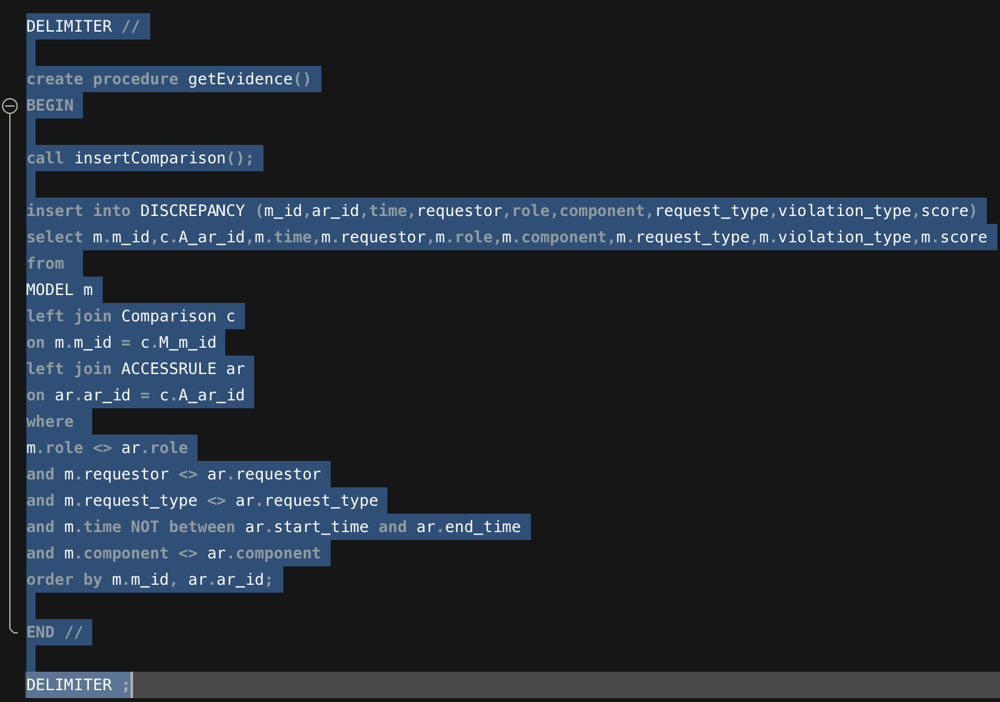 DELIMITER //
create procedure getEvidence()
BEGIN
call insertComparison();
insert into DISCREPANCY (m_id,ar_id,time,requestor,role,component,request_type,violation_type,score)
select m.m_id,c.A_ar_id,m.time,m.requestor,m.role,m.component,m.request_type,m.violation_type,m.score
from
MODEL m
left join Comparison c
on m.m_id = c.M_m_id
left join ACCESSRULE ar
on ar.ar_id = c.A_ar_id
where
m.role <> ar.role
and m.requestor <> ar.requestor
and m.request_type <> ar.request_type
and m.time NOT between ar.start_time and ar.end_time
and m.component <> ar.component
order by m.m_id, ar.ar_id;
END //
DELIMITER ;